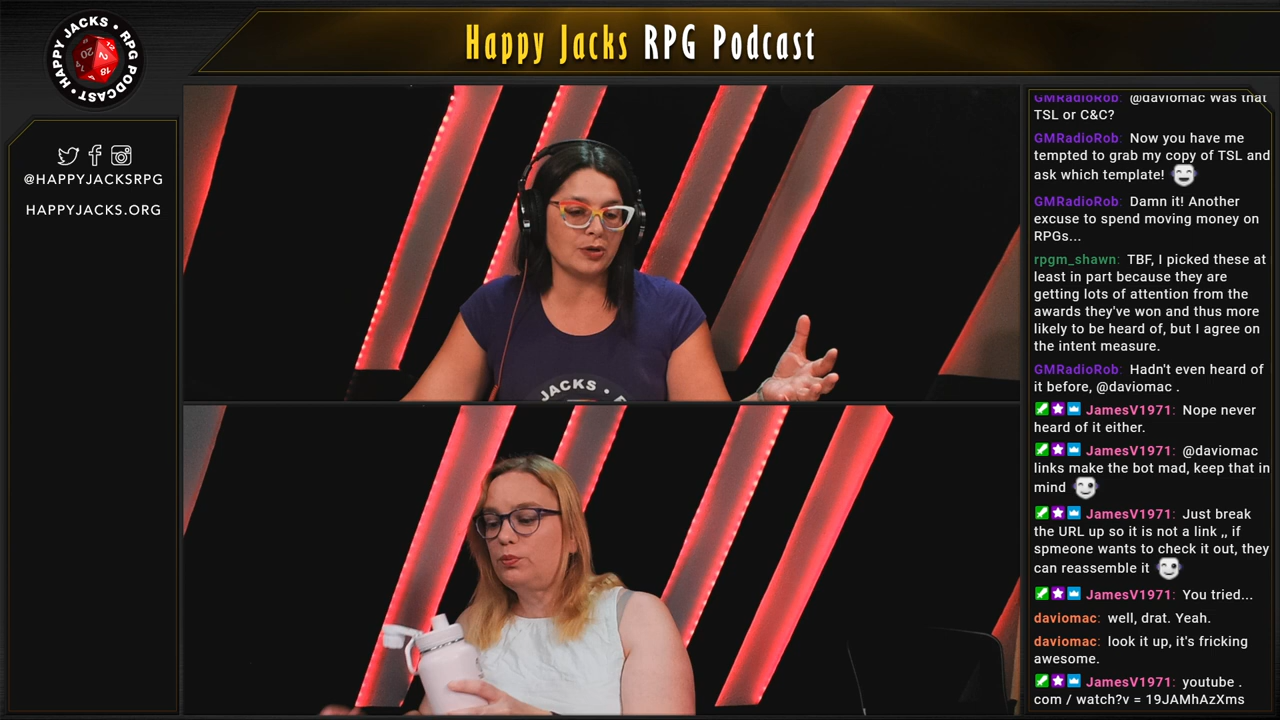 HAPPY JACKS • RPG PODCAST •
20
2
12
18
Happy Jacks RPG Podcast
@HAPPYJACKSRPG
HAPPYJACKS.ORG
JACKS •
GMRadioRob: @daviomac Was that
TSL or C&C?
GMRadioRob: Now you have me
tempted to grab my copy of TSL and
ask which template!
GMRadioRob: Damn it! Another
excuse to spend moving money on
RPGs...
rpgm_shawn: TBF, I picked these at
least in part because they are
getting lots of attention from the
awards they've won and thus more
likely to be heard of, but I agree on
the intent measure.
GMRadioRob: Hadn't even heard of
it before, @daviomac .
JamesV1971: Nope never
heard of it either.
JamesV1971: @daviomac
links make the bot mad, keep that in
mind
JamesV1971: Just break
the URL up so it is not a link ,, if
spmeone wants to check it out, they
can reassemble it
JamesV1971: You tried...
daviomac: well, drat. Yeah.
daviomac: look it up, it's fricking
awesome.
JamesV1971: youtube .
com / watch?v = 19JAMhAzXms